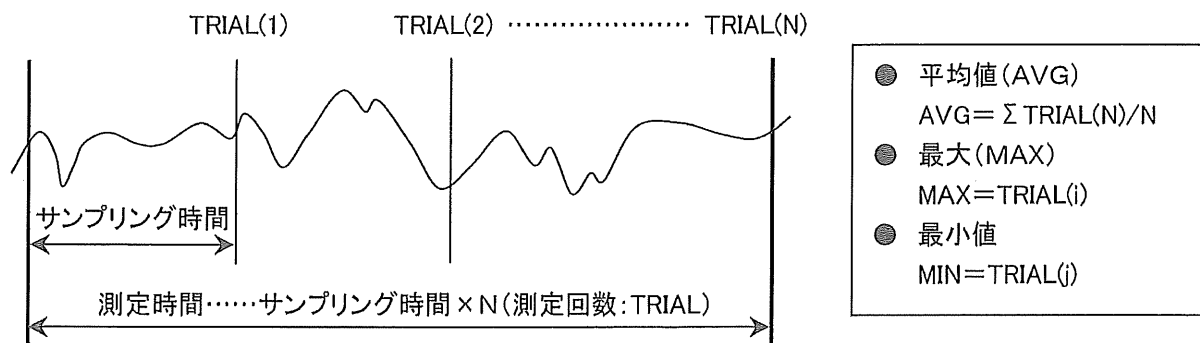 TRIAL(1) TRIAL(2) ………………… TRIAL(N)
サンプリング時間
測定時間……サンプリング時間×N(測定回数:TRIAL)
● 平均値(AVG)
AVG=ΣTRIAL(N)/N
● 最大(MAX)
MAX=TRIAL(i)
● 最小値
MIN=TRIAL(j)